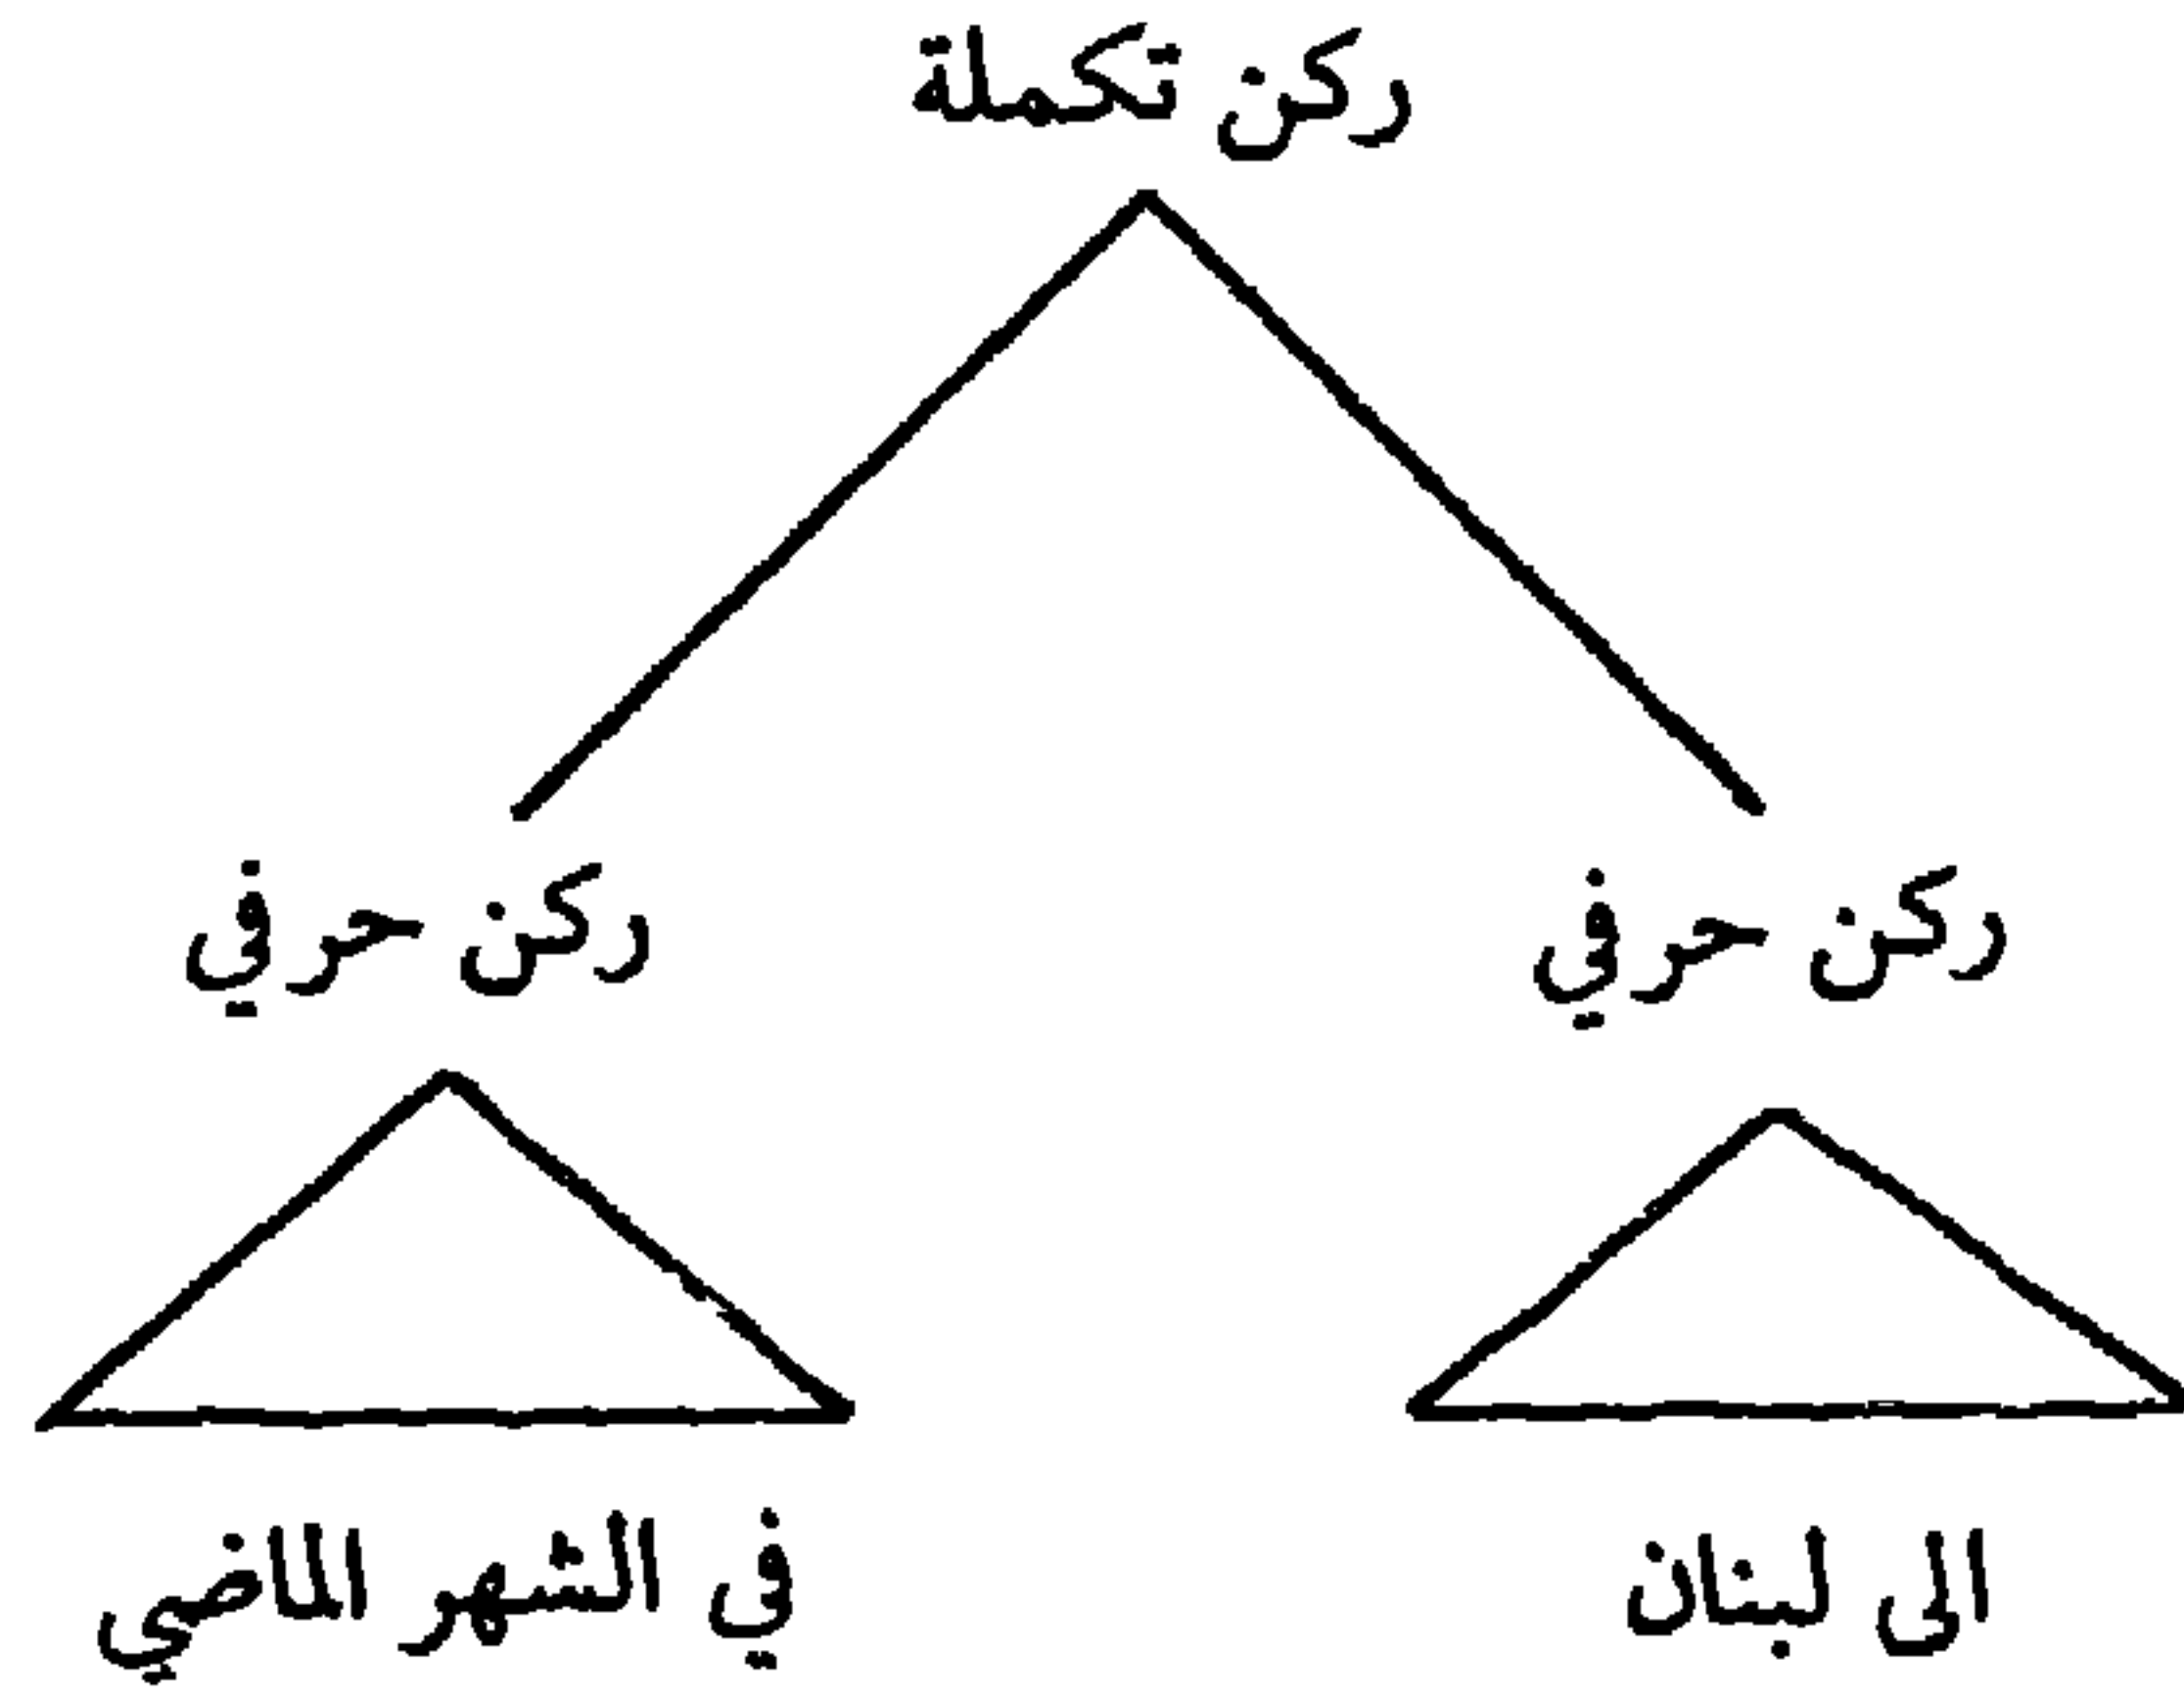 ركن تكملة
ركن حرفي ركن حرفي
الى لبنان في الشهر الماضي